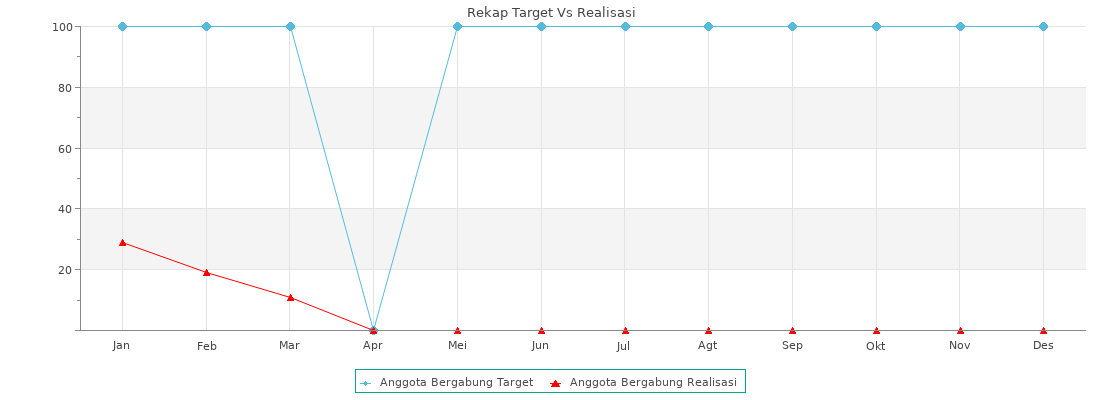 Rekap Target Vs Realisasi
100
80
60
40
20
Jan Feb Mar Apr Mei Jun Jul Agt Sep Okt Nov Des
Anggota Bergabung Target Anggota Bergabung Realisasi